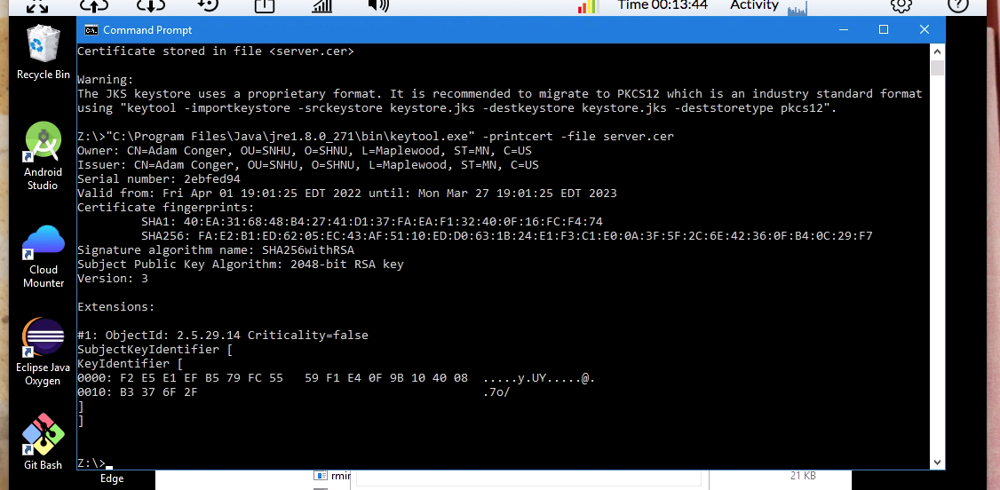 Time 00:13:44 Activity
Command Prompt
Recycle Bin
Android
Studio
Cloud
Mounter
Eclipse Java
Oxygen
Git Bash
Edge
Certificate stored in file <server.cer>
Warning:
The JKS keystore uses a proprietary format. It is recommended to migrate to PKCS12 which is an industry standard format
using "keytool -importkeystore -srckeystore keystore.jks -destkeystore keystore.jks -deststoretype pkcs12".
Z:\>"C:\Program Files\Java\jre1.8.0_271\bin\keytool.exe" -printcert -file server.cer
Owner: CN=Adam Conger, OU=SNHU, O=SHNU, L=Maplewood, ST=MN, C=US
Issuer: CN=Adam Conger, OU=SNHU, O=SHNU, L=Maplewood, ST=MN, C=US
Serial number: 2ebfed94
Valid from: Fri Apr 01 19:01:25 EDT 2022 until: Mon Mar 27 19:01:25 EDT 2023
Certificate fingerprints:
SHA1: 40:EA:31:68:48:B4:27:41:D1:37:FA:EA:F1:32:40:0F:16:FC:F4:74
SHA256: FA:E2:B1:ED:62:05:EC:43:AF:51:10:ED:D0:63:1B:24:E1:F3:C1:E0:0A:3F:5F:2C:6E:42:36:0F:B4:0C:29:F7
Signature algorithm name: SHA256withRSA
Subject Public Key Algorithm: 2048-bit RSA key
Version: 3
Extensions:
#1: ObjectId: 2.5.29.14 Criticality=false
SubjectKeyIdentifier [
KeyIdentifier [
0000: F2 E5 E1 EF B5 79 FC 55   59 F1 E4 0F 9B 10 40 08  .....y.UY.....@.
0010: B3 37 6F 2F                                        .7o/
]
]
Z:\>
21 KB